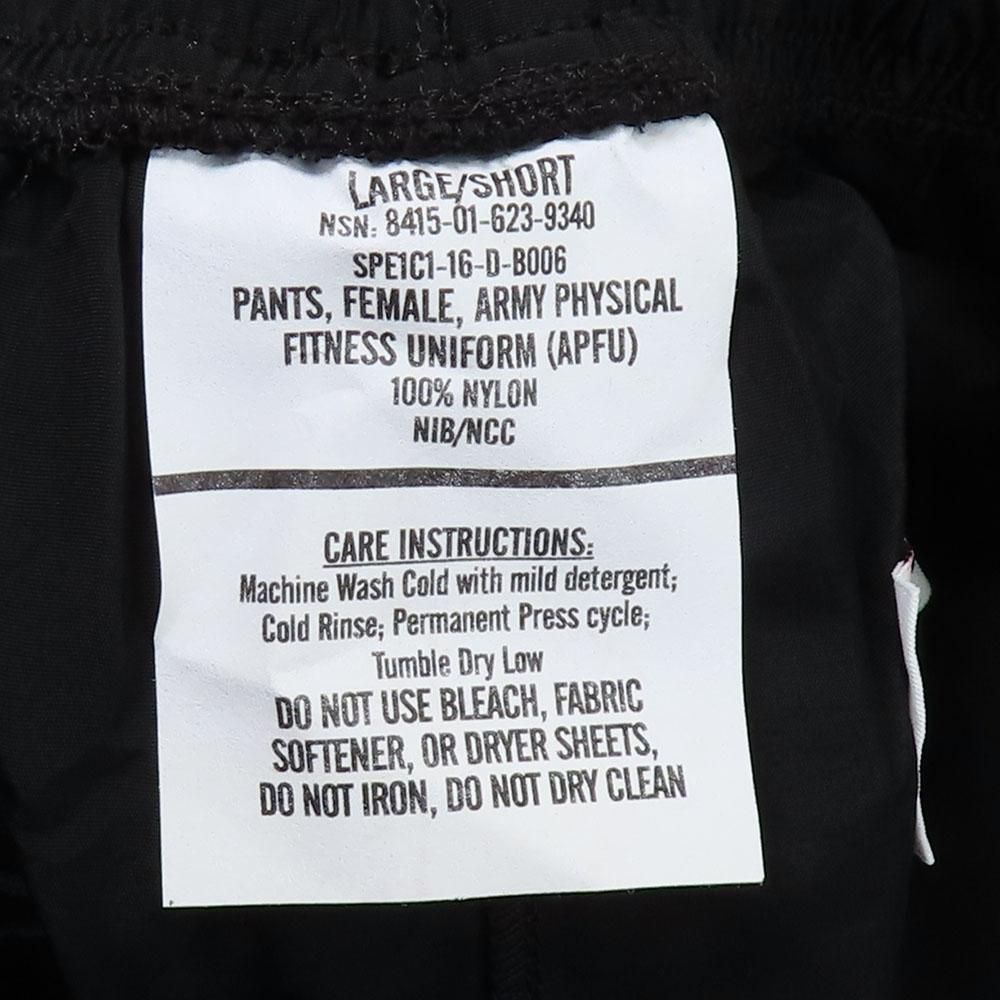 LARGE/SHORT
NSN: 8415-01-623-9340
SPE1C1-16-D-B006
PANTS, FEMALE, ARMY PHYSICAL
FITNESS UNIFORM (APFU)
100% NYLON
NIB/NCC
CARE INSTRUCTIONS:
Machine Wash Cold with mild detergent;
Cold Rinse; Permanent Press cycle;
Tumble Dry Low
DO NOT USE BLEACH, FABRIC
SOFTENER, OR DRYER SHEETS,
DO NOT IRON, DO NOT DRY CLEAN